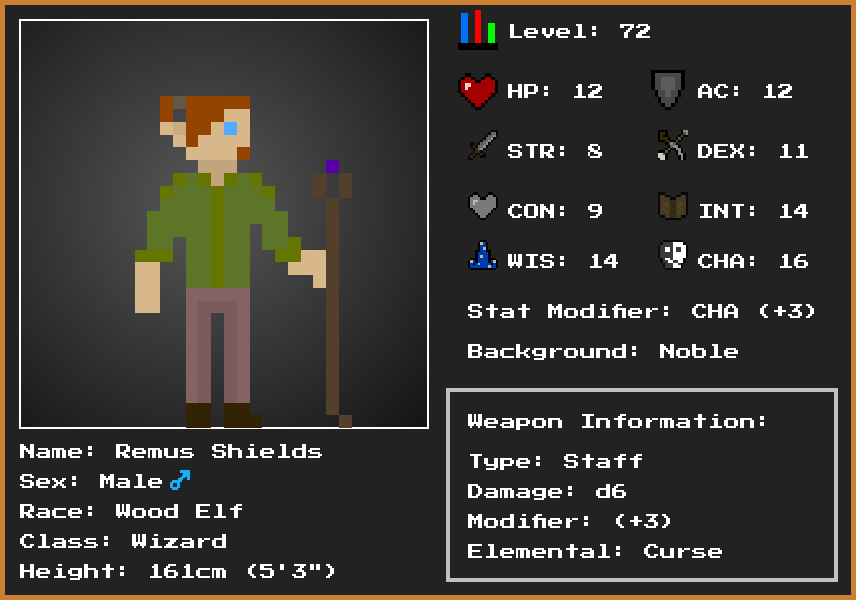 Level: 72
HP: 12 AC: 12
STR: 8 DEX: 11
CON: 9 INT: 14
WIS: 14 CHA: 16
Stat Modifier: CHA (+3)
Background: Noble
Weapon Information:
Type: Staff
Damage: d6
Modifier: (+3)
Elemental: Curse
Name: Remus Shields
Sex: Male ♂
Race: Wood Elf
Class: Wizard
Height: 161cm (5'3")